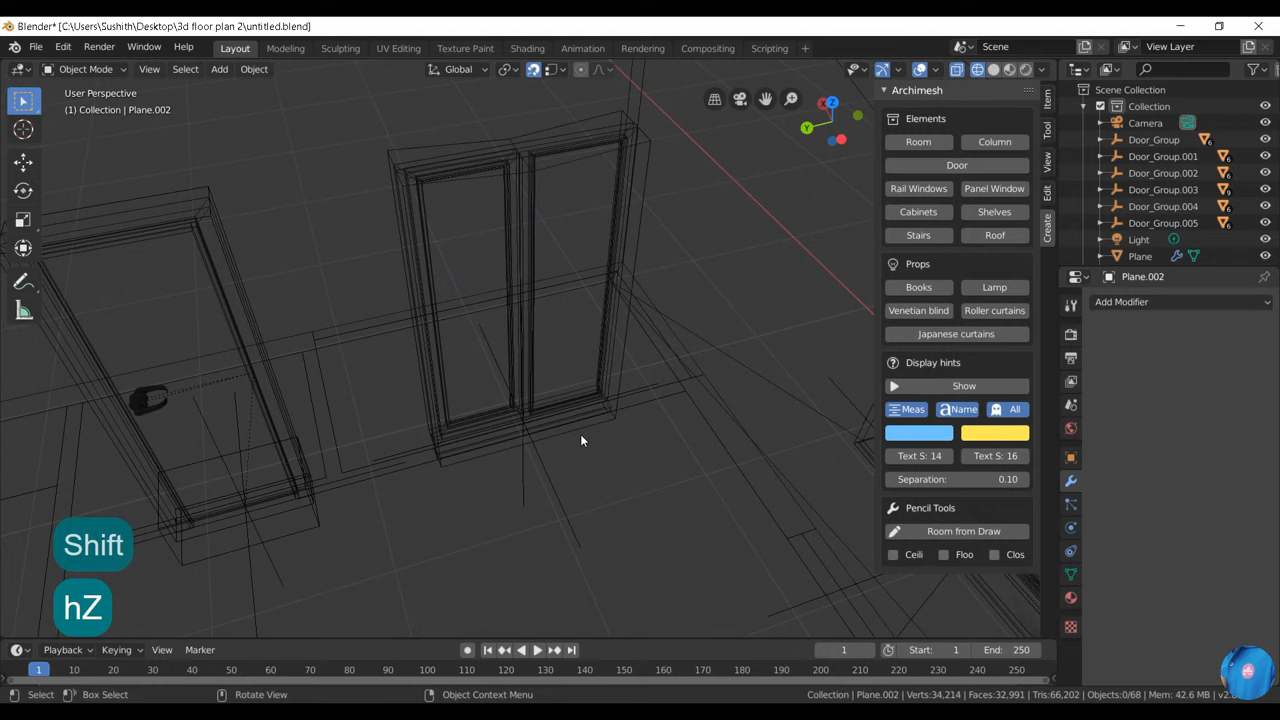 Blender* [C:\Users\Sushith\Desktop\3d floor plan 2\untitled.blend]
File Edit Render Window Help Layout Modeling Sculpting UV Editing Texture Paint Shading Animation Rendering Compositing Scripting + Scene View Layer
Object Mode View Select Add Object Global
User Perspective
(1) Collection | Plane.002
Z
X
Y
Archimesh
Elements
Room Column
Door
Rail Windows Panel Window
Cabinets Shelves
Stairs Roof
Props
Books Lamp
Venetian blind Roller curtains
Japanese curtains
Display hints
Show
Meas Name All
Text S: 14 Text S: 16
Separation: 0.10
Pencil Tools
Room from Draw
Ceili Floo Clos
Item
Tool
View
Edit
Create
Scene Collection
Collection
Camera
Door_Group 6
Door_Group.001 6
Door_Group.002 6
Door_Group.003 9
Door_Group.004 6
Door_Group.005 6
Light
Plane
Plane.002
Add Modifier
Shift
hZ
Playback Keying View Marker 1 Start: 1 End: 250
1 10 20 30 40 50 60 70 80 90 100 110 120 130 140 150 160 170 180 190 200 210 220 230 240 250
Select Box Select Rotate View Object Context Menu Collection | Plane.002 | Verts:34,214 | Faces:32,991 | Tris:66,202 | Objects:0/68 | Mem: 42.6 MB